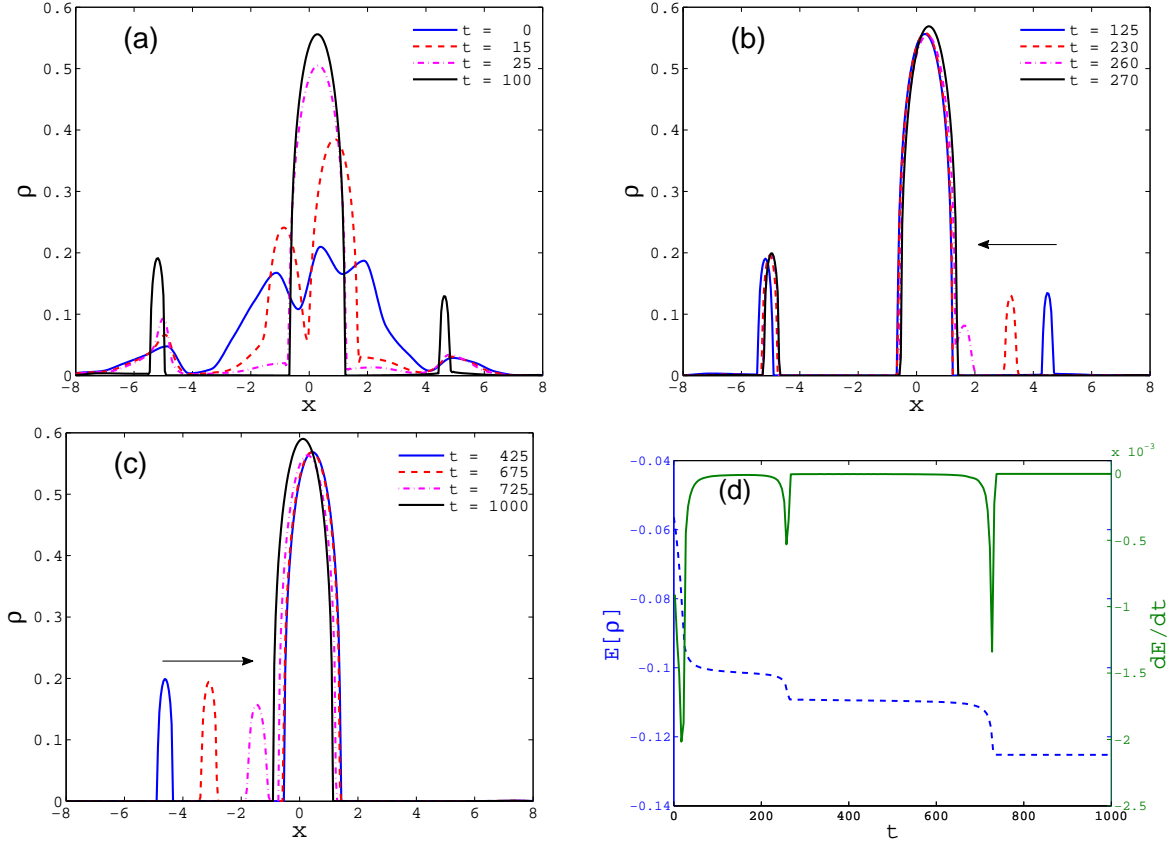 (a)
t = 0
t = 15
t = 25
t = 100
0.6
0.5
0.4
0.3
0.2
0.1
0
ρ
-8 -6 -4 -2 0 2 4 6 8
x
(b)
t = 125
t = 230
t = 260
t = 270
0.6
0.5
0.4
0.3
0.2
0.1
0
ρ
-8 -6 -4 -2 0 2 4 6 8
x
(c)
t = 425
t = 675
t = 725
t = 1000
0.6
0.5
0.4
0.3
0.2
0.1
0
ρ
-8 -6 -4 -2 0 2 4 6 8
x
(d)
x 10⁻³
-0.04
-0.06
-0.08
-0.1
-0.12
-0.14
E[ρ]
0
-0.5
-1
-1.5
-2
-2.5
dE/dt
0 200 400 600 800 1000
t